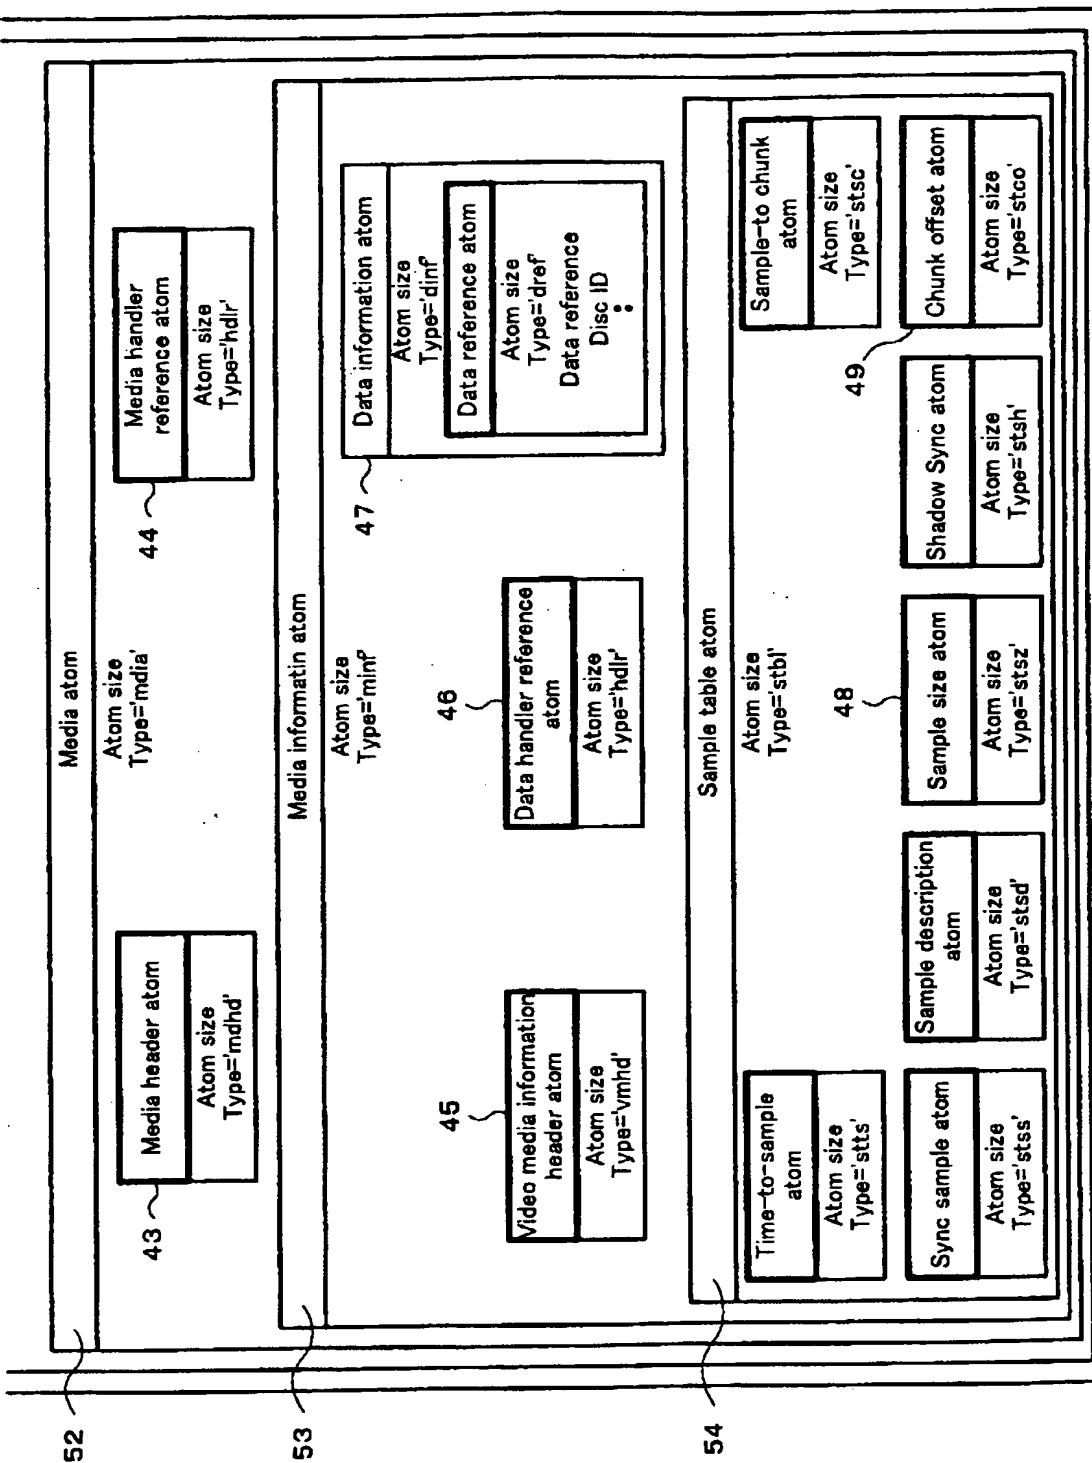 52
Media atom
Atom size
Type='mdia'
43
Media header atom
Atom size
Type='mdhd'
44
Media handler
reference atom
Atom size
Type='hdlr'
53
Media informatin atom
Atom size
Type='minf'
45
Video media information
header atom
Atom size
Type='vmhd'
46
Data handler reference
atom
Atom size
Type='hdlr'
47
Data information atom
Atom size
Type='dinf'
Data reference atom
Atom size
Type='dref'
Data reference
Disc ID
54
Sample table atom
Atom size
Type='stbl'
Time-to-sample
atom
Atom size
Type='stts'
Sample-to chunk
atom
Atom size
Type='stsc'
Sync sample atom
Atom size
Type='stss'
Sample description
atom
Atom size
Type='stsd'
48
Sample size atom
Atom size
Type='stsz'
Shadow Sync atom
Atom size
Type='stsh'
49
Chunk offset atom
Atom size
Type='stco'